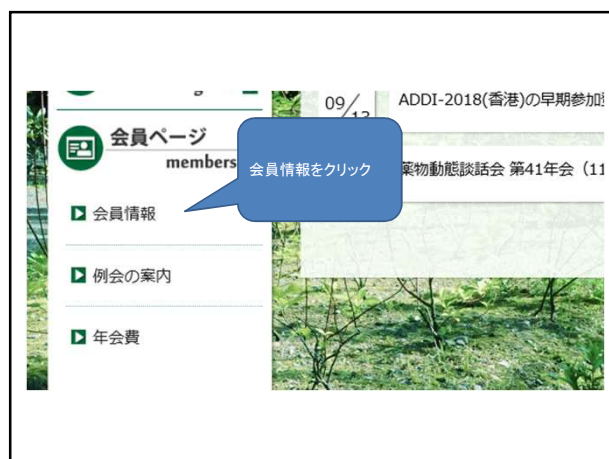 会員ページ
members
会員情報
例会の案内
年会費
会員情報をクリック
09/
ADDI-2018(香港)の早期参加
薬物動態談話会 第41年会（11